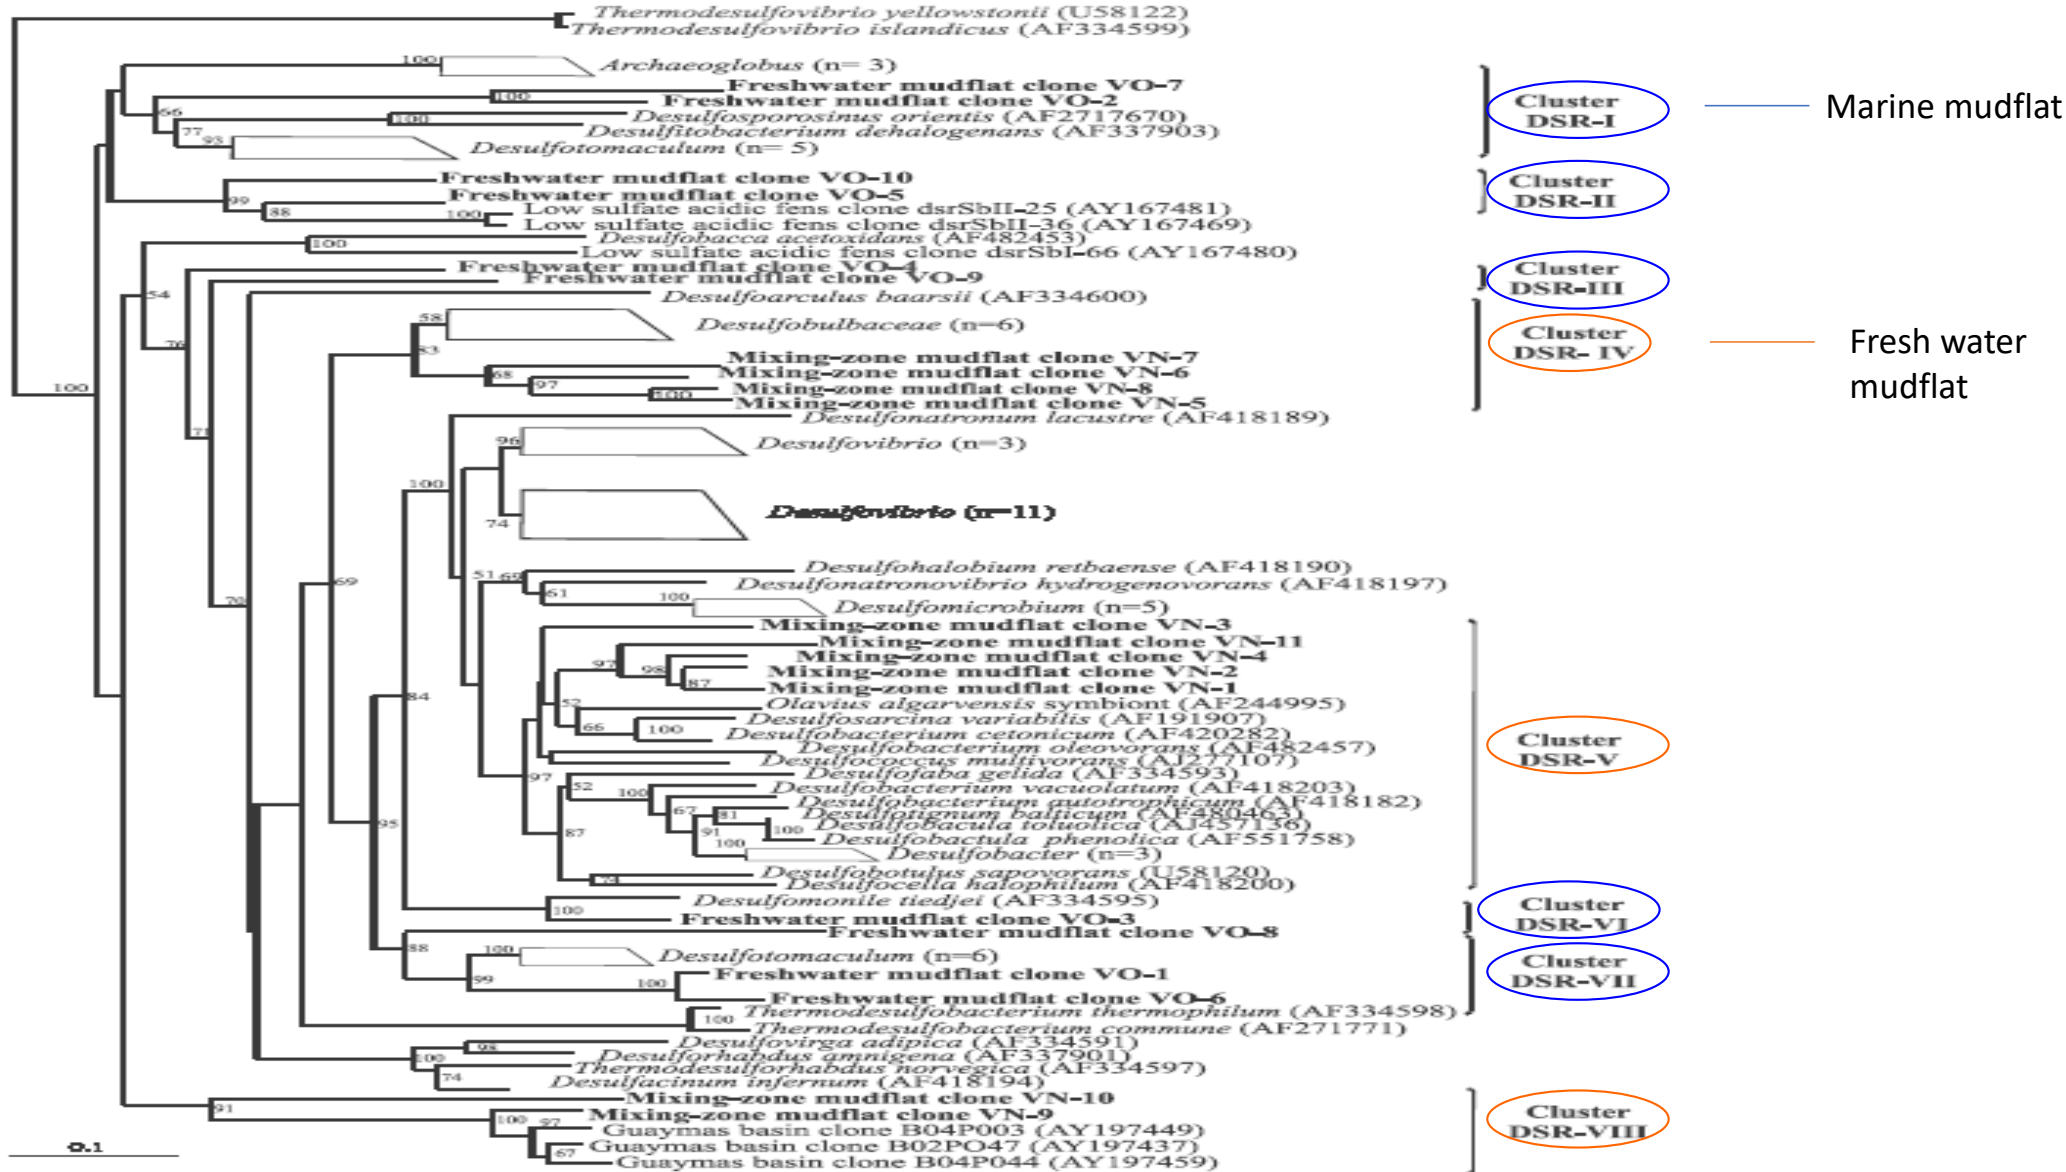 Thermodesulfovibrio yellowstonii (U58122)
Thermodesulfovibrio islandicus (AF334599)
100
Archaeoglobus (n= 3)
Freshwater mudflat clone VO-7
100
Freshwater mudflat clone VO-2
66
Desulfosporosinus orientis (AF2717670)
100
Desulfitobacterium dehalogenans (AF337903)
77
93
Desulfotomaculum (n= 5)
Cluster
DSR-I
Marine mudflat
Freshwater mudflat clone VO-10
Freshwater mudflat clone VO-5
99
88
100
Low sulfate acidic fens clone dsrSbII-25 (AY167481)
Low sulfate acidic fens clone dsrSbII-36 (AY167469)
Cluster
DSR-II
Desulfobacca acetoxidans (AF482453)
100
Low sulfate acidic fens clone dsrSbI-66 (AY167480)
Freshwater mudflat clone VO-4
Freshwater mudflat clone VO-9
Cluster
DSR-III
54
Desulfoarculus baarsii (AF334600)
58
Desulfobulbaceae (n=6)
76
83
Mixing-zone mudflat clone VN-7
68
Mixing-zone mudflat clone VN-6
97
Mixing-zone mudflat clone VN-8
100
Mixing-zone mudflat clone VN-5
Cluster
DSR- IV
Fresh water
mudflat
100
Desulfonatronum lacustre (AF418189)
71
96
Desulfovibrio (n=3)
100
74
Desulfovibrio (n=11)
Desulfohalobium retbaense (AF418190)
51
69
Desulfonatronovibrio hydrogenovorans (AF418197)
69
61
100
Desulfomicrobium (n=5)
70
Mixing-zone mudflat clone VN-3
Mixing-zone mudflat clone VN-11
Mixing-zone mudflat clone VN-4
97
98
Mixing-zone mudflat clone VN-2
87
Mixing-zone mudflat clone VN-1
84
52
Olavius algarvensis symbiont (AF244995)
Desulfosarcina variabilis (AF191907)
66
100
Desulfobacterium cetonicum (AF420282)
Desulfobacterium oleovorans (AF482457)
Desulfococcus multivorans (AJ277107)
Cluster
DSR-V
97
Desulfofaba gelida (AF334593)
52
Desulfobacterium vacuolatum (AF418203)
100
Desulfobacterium autotrophicum (AF418182)
67
81
Desulfotignum balticum (AF480463)
Desulfobacula toluolica (AJ457136)
95
87
91
100
Desulfobactula phenolica (AF551758)
100
Desulfobacter (n=3)
Desulfobotulus sapovorans (U58120)
Desulfocella halophilum (AF418200)
Desulfomonile tiedjei (AF334595)
100
Freshwater mudflat clone VO-3
Cluster
DSR-VI
Freshwater mudflat clone VO-8
88
100
Desulfotomaculum (n=6)
99
Freshwater mudflat clone VO-1
100
Freshwater mudflat clone VO-6
Cluster
DSR-VII
Thermodesulfobacterium thermophilum (AF334598)
100
Thermodesulfobacterium commune (AF271771)
Desulfovirga adipica (AF334591)
98
Desulforhabdus amnigena (AF337901)
100
Thermodesulforhabdus norvegica (AF334597)
74
Desulfacinum infernum (AF418194)
Mixing-zone mudflat clone VN-10
91
Mixing-zone mudflat clone VN-9
100
97
Guaymas basin clone B04P003 (AY197449)
Guaymas basin clone B02PO47 (AY197437)
67
Guaymas basin clone B04P044 (AY197459)
Cluster
DSR-VIII
0.1